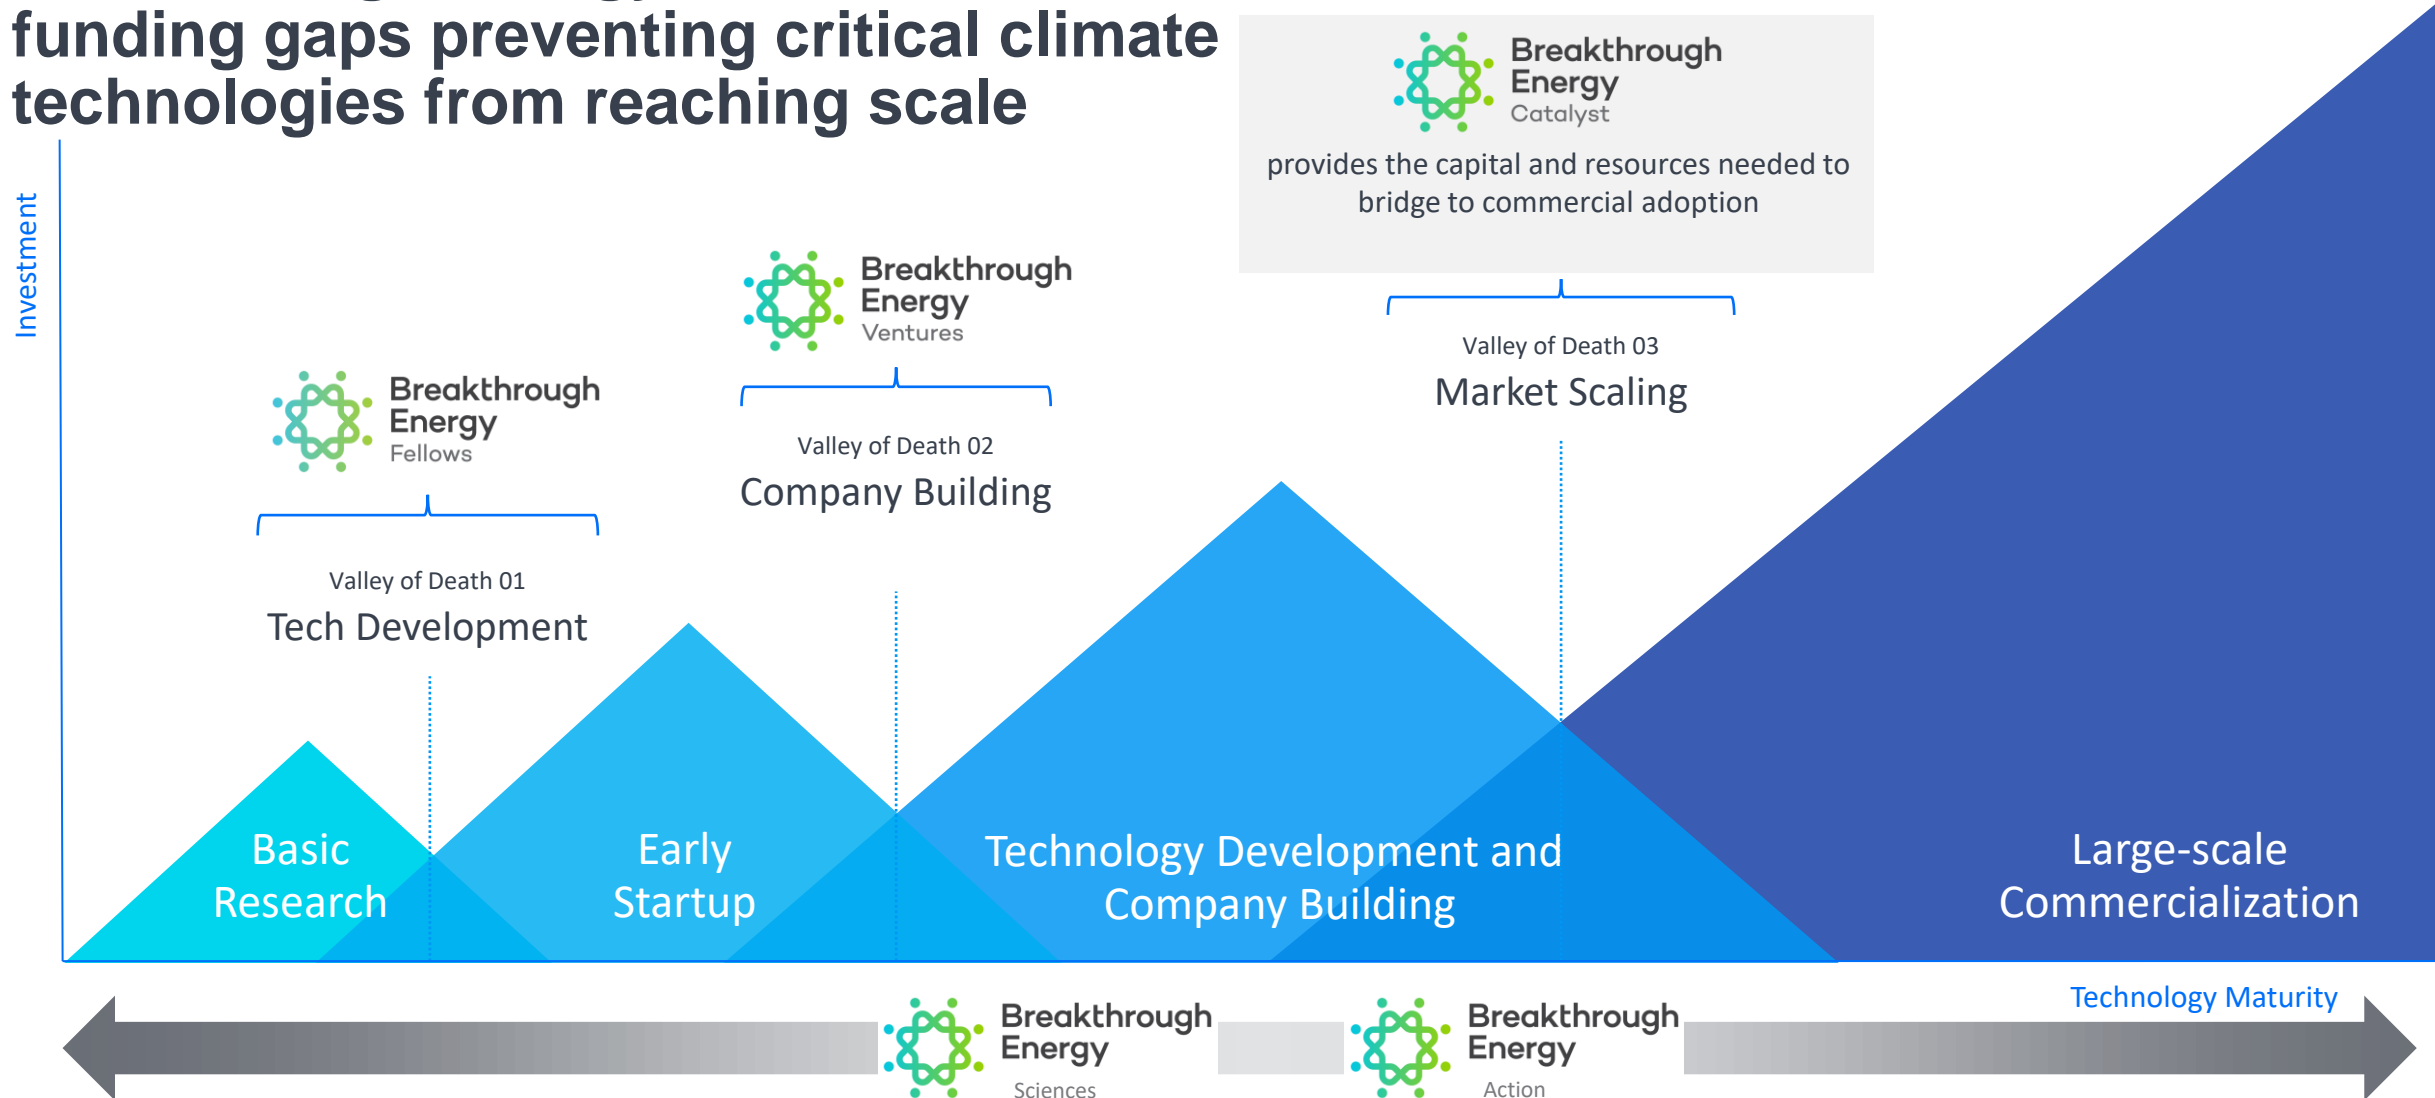 funding gaps preventing critical climate
technologies from reaching scale
Breakthrough
Energy
Catalyst
provides the capital and resources needed to
bridge to commercial adoption
Investment
Breakthrough
Energy
Ventures
Breakthrough
Energy
Fellows
Valley of Death 03
Market Scaling
Valley of Death 02
Company Building
Valley of Death 01
Tech Development
Basic
Research
Early
Startup
Technology Development and
Company Building
Large-scale
Commercialization
Technology Maturity
Breakthrough
Energy
Sciences
Breakthrough
Energy
Action